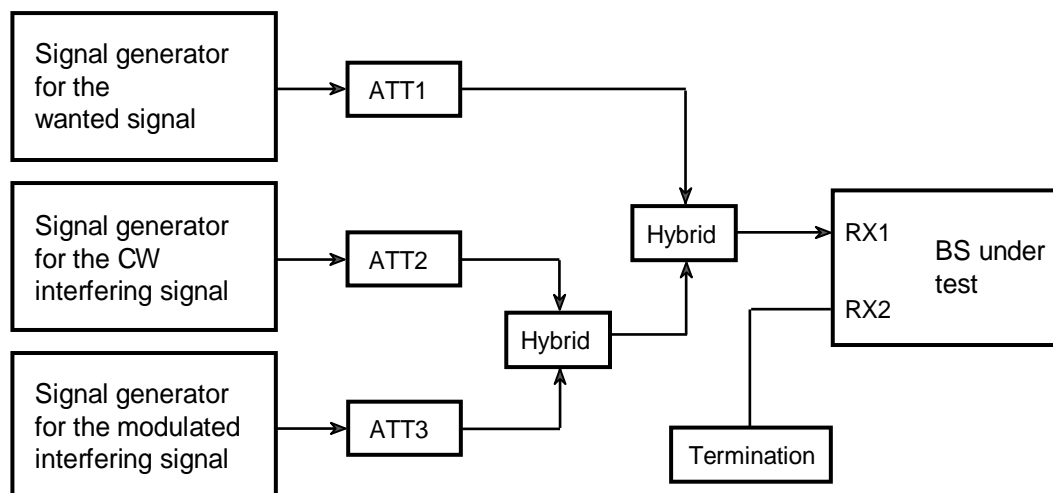 Signal generator
for the
wanted signal
ATT1
Signal generator
for the CW
interfering signal
ATT2
Signal generator
for the modulated
interfering signal
ATT3
Hybrid
Hybrid
RX1
BS under
test
RX2
Termination